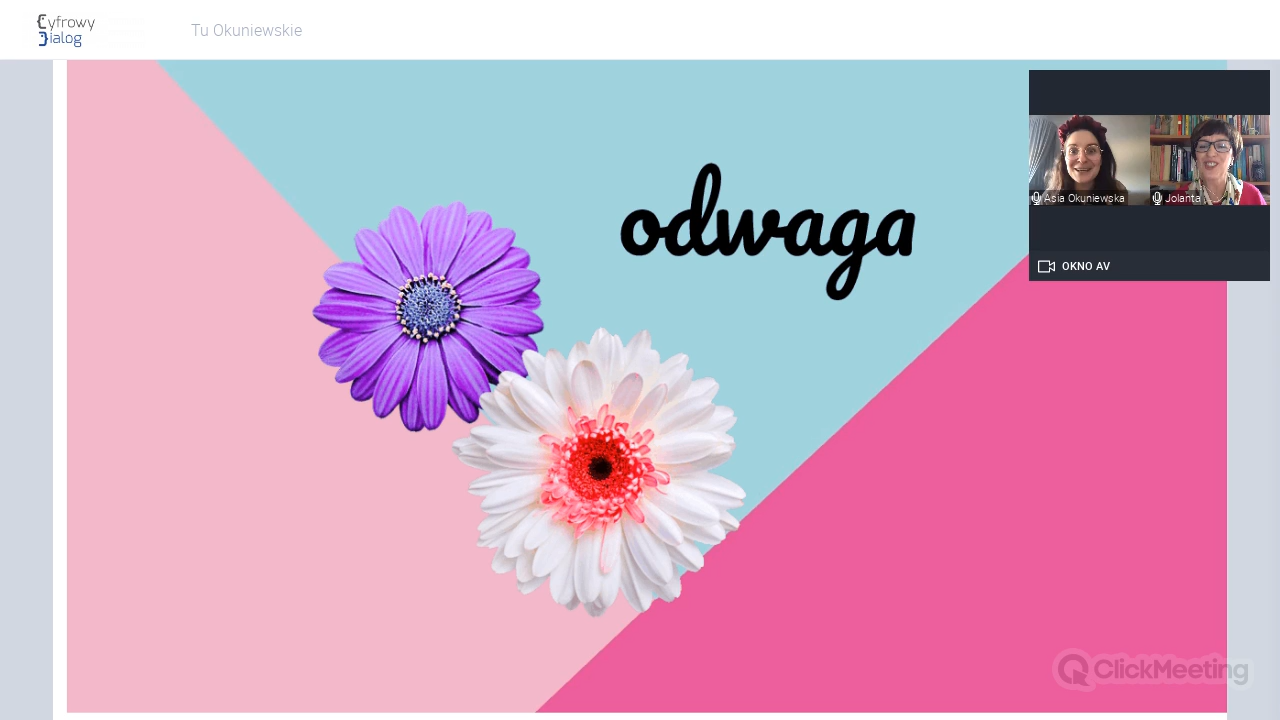 Cyfrowy
Dialog
Tu Okuniewskie
odwaga
Asia Okuniewska
Jolanta
OKNO AV
ClickMeeting